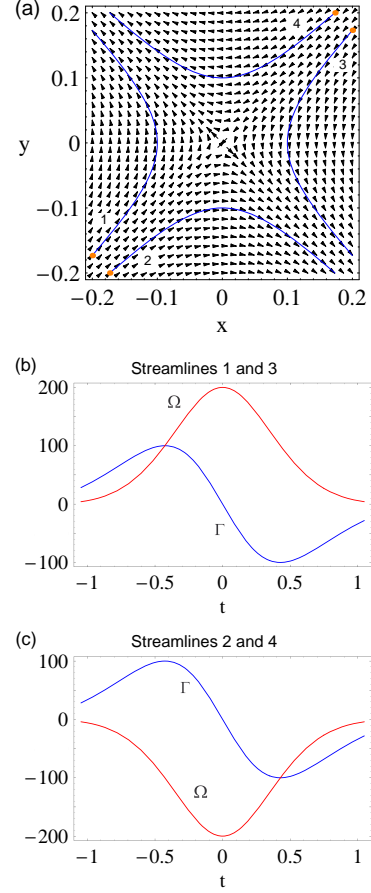 (a)
0.2
0.1
y
0
−0.1
−0.2
4
3
1
2
−0.2 −0.1 0 0.1 0.2
x
(b)
Streamlines 1 and 3
200
100
0
−100
Ω
Γ
−1 −0.5 0 0.5 1
t
(c)
Streamlines 2 and 4
100
0
−100
−200
Γ
Ω
−1 −0.5 0 0.5 1
t